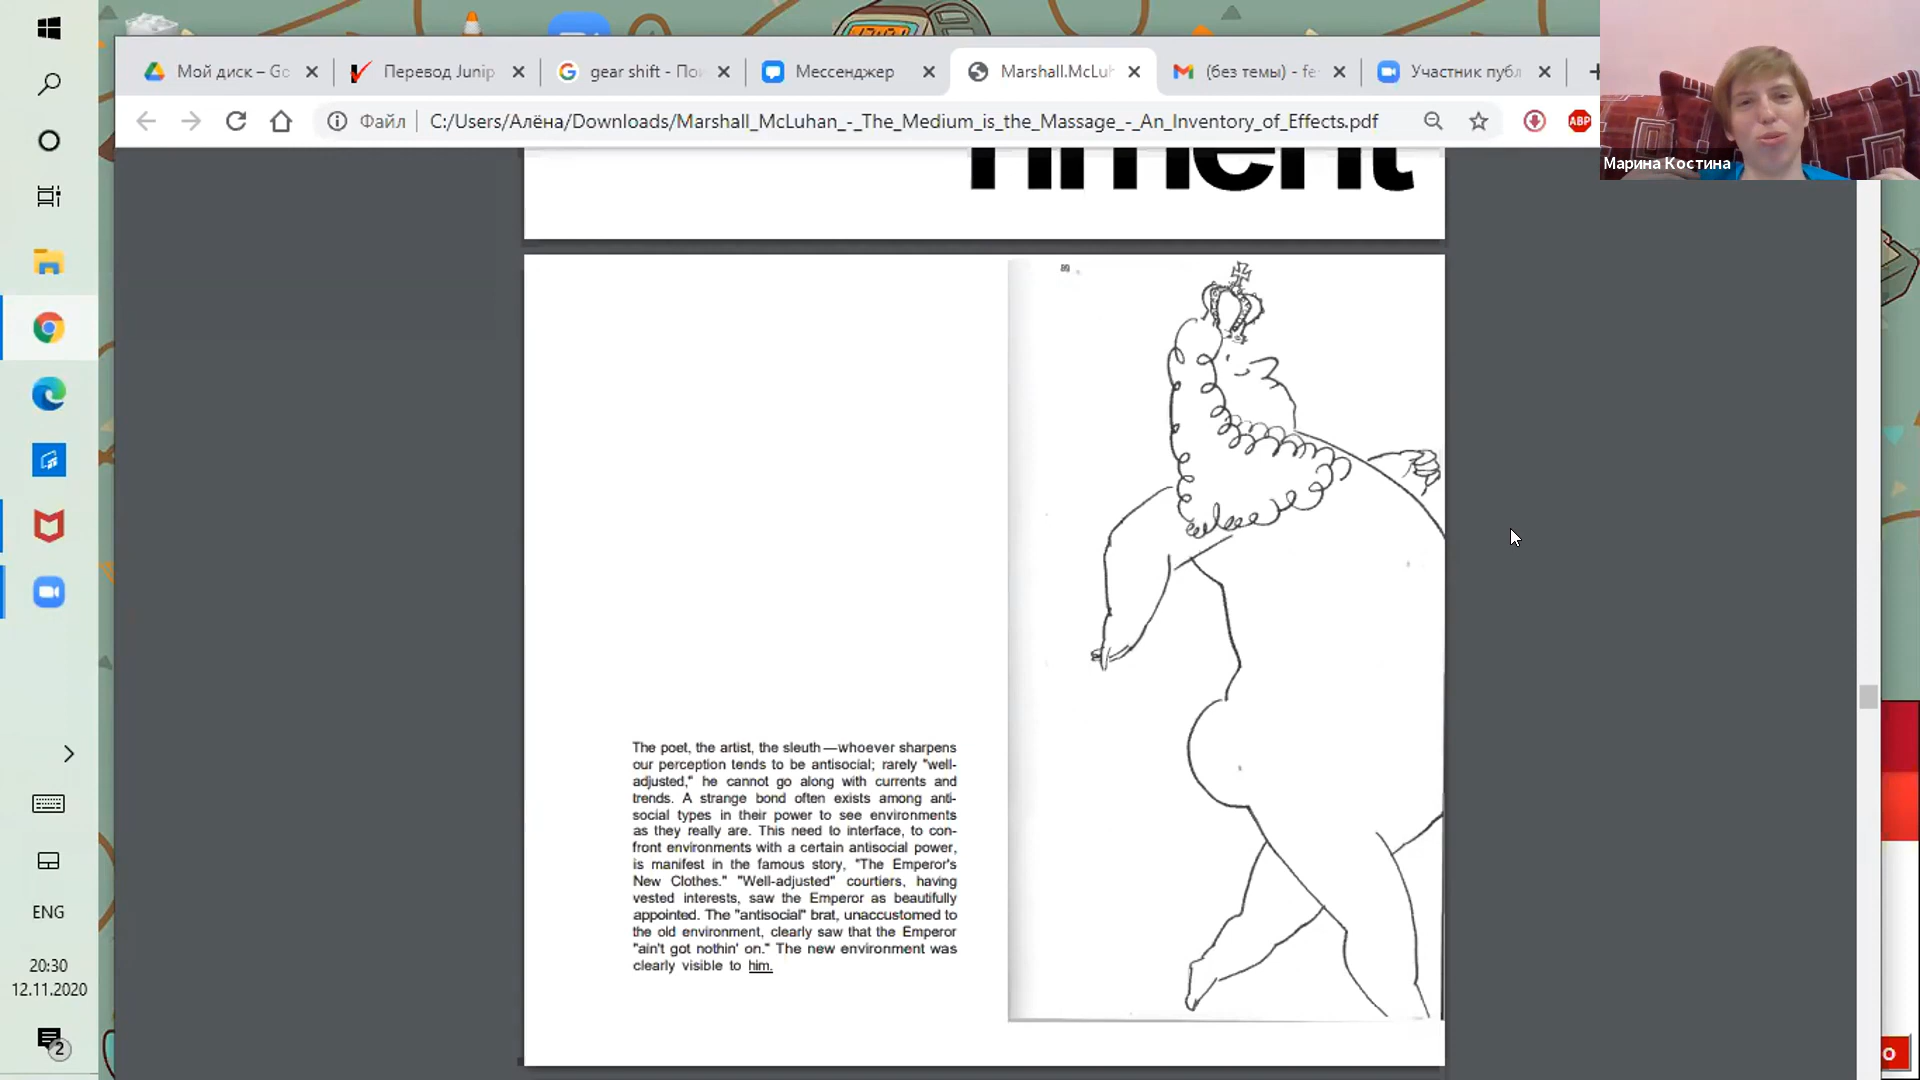 Мой диск – Go
Перевод Junip
gear shift - Пои
Мессенджер
Marshall.McLuh
(без темы) - fe
Участник публ
Файл
C:/Users/Алёна/Downloads/Marshall_McLuhan_-_The_Medium_is_the_Massage_-_An_Inventory_of_Effects.pdf
ABP
Марина Костина
nment
89
The poet, the artist, the sleuth—whoever sharpens
our perception tends to be antisocial; rarely "well-
adjusted," he cannot go along with currents and
trends. A strange bond often exists among anti-
social types in their power to see environments
as they really are. This need to interface, to con-
front environments with a certain antisocial power,
is manifest in the famous story, "The Emperor's
New Clothes." "Well-adjusted" courtiers, having
vested interests, saw the Emperor as beautifully
appointed. The "antisocial" brat, unaccustomed to
the old environment, clearly saw that the Emperor
"ain't got nothin' on." The new environment was
clearly visible to him.
ENG
20:30
12.11.2020
2